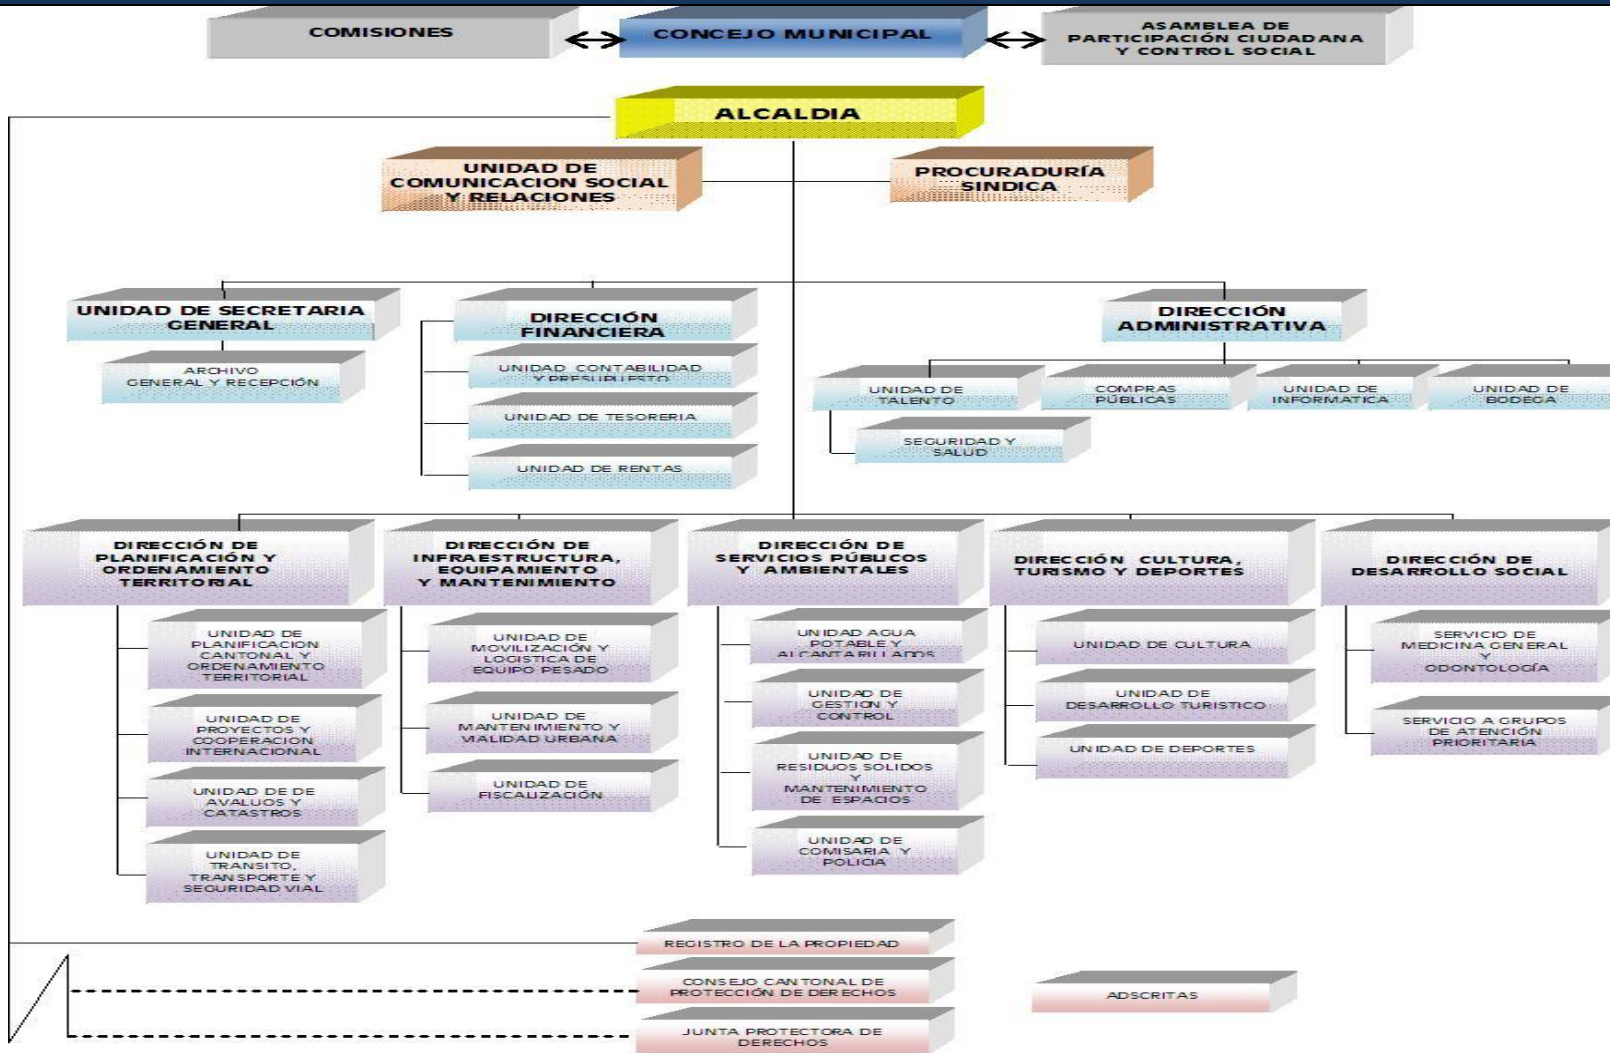 COMISIONES
CONCEJO MUNICIPAL
ASAMBLEA DE
PARTICIPACIÓN CIUDADANA
Y CONTROL SOCIAL
ALCALDIA
UNIDAD DE
COMUNICACION SOCIAL
Y RELACIONES
PROCURADURÍA
SINDICA
UNIDAD DE SECRETARIA
GENERAL
ARCHIVO
GENERAL Y RECEPCIÓN
DIRECCIÓN
FINANCIERA
UNIDAD CONTABILIDAD
Y PRESUPUESTO
UNIDAD DE TESORERIA
UNIDAD DE RENTAS
DIRECCIÓN
ADMINISTRATIVA
UNIDAD DE
TALENTO
COMPRAS
PÚBLICAS
UNIDAD DE
INFORMATICA
UNIDAD DE
BODEGA
SEGURIDAD Y
SALUD
DIRECCIÓN DE
PLANIFICACIÓN Y
ORDENAMIENTO
TERRITORIAL
UNIDAD DE
PLANIFICACION
CANTONAL Y
ORDENAMIENTO
TERRITORIAL
UNIDAD DE
PROYECTOS Y
COOPERACION
INTERNACIONAL
UNIDAD DE DE
AVALUOS Y
CATASTROS
UNIDAD DE
TRANSITO,
TRANSPORTE Y
SEGURIDAD VIAL
DIRECCIÓN DE
INFRAESTRUCTURA,
EQUIPAMIENTO
Y MANTENIMIENTO
UNIDAD DE
MOVILIZACIÓN Y
LOGISTICA DE
EQUIPO PESADO
UNIDAD DE
MANTENIMIENTO Y
VIALIDAD URBANA
UNIDAD DE
FISCALIZACIÓN
DIRECCIÓN DE
SERVICIOS PÚBLICOS
Y AMBIENTALES
UNIDAD AGUA
POTABLE Y
ALCANTARILLADOS
UNIDAD DE
GESTION Y
CONTROL
UNIDAD DE
RESIDUOS SOLIDOS
Y
MANTENIMIENTO
DE ESPACIOS
UNIDAD DE
COMISARIA Y
POLICIA
DIRECCIÓN CULTURA,
TURISMO Y DEPORTES
UNIDAD DE CULTURA
UNIDAD DE
DESARROLLO TURISTICO
UNIDAD DE DEPORTES
DIRECCIÓN DE
DESARROLLO SOCIAL
SERVICIO DE
MEDICINA GENERAL
Y
ODONTOLOGÍA
SERVICIO A GRUPOS
DE ATENCIÓN
PRIORITARIA
REGISTRO DE LA PROPIEDAD
CONSEJO CANTONAL DE
PROTECCIÓN DE DERECHOS
JUNTA PROTECTORA DE
DERECHOS
ADSCRITAS